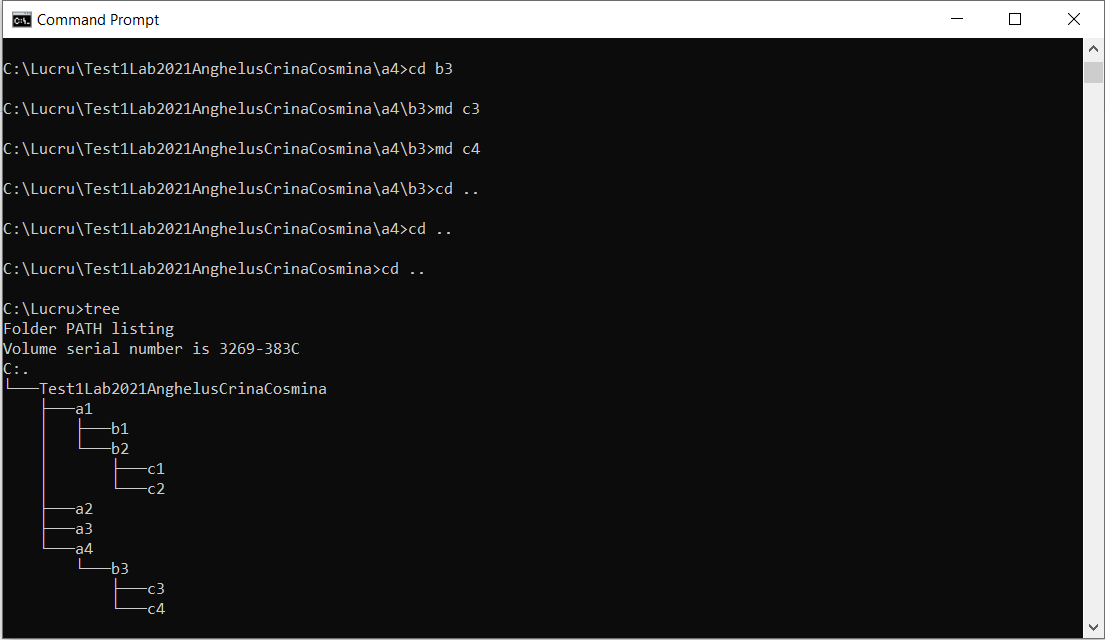 Command Prompt
C:\Lucru\Test1Lab2021AnghelusCrinaCosmina\a4>cd b3
C:\Lucru\Test1Lab2021AnghelusCrinaCosmina\a4\b3>md c3
C:\Lucru\Test1Lab2021AnghelusCrinaCosmina\a4\b3>md c4
C:\Lucru\Test1Lab2021AnghelusCrinaCosmina\a4\b3>cd ..
C:\Lucru\Test1Lab2021AnghelusCrinaCosmina\a4>cd ..
C:\Lucru\Test1Lab2021AnghelusCrinaCosmina>cd ..
C:\Lucru>tree
Folder PATH listing
Volume serial number is 3269-383C
C:.
└───Test1Lab2021AnghelusCrinaCosmina
    ├───a1
    │   ├───b1
    │   └───b2
    │       ├───c1
    │       └───c2
    ├───a2
    ├───a3
    └───a4
        └───b3
            ├───c3
            └───c4